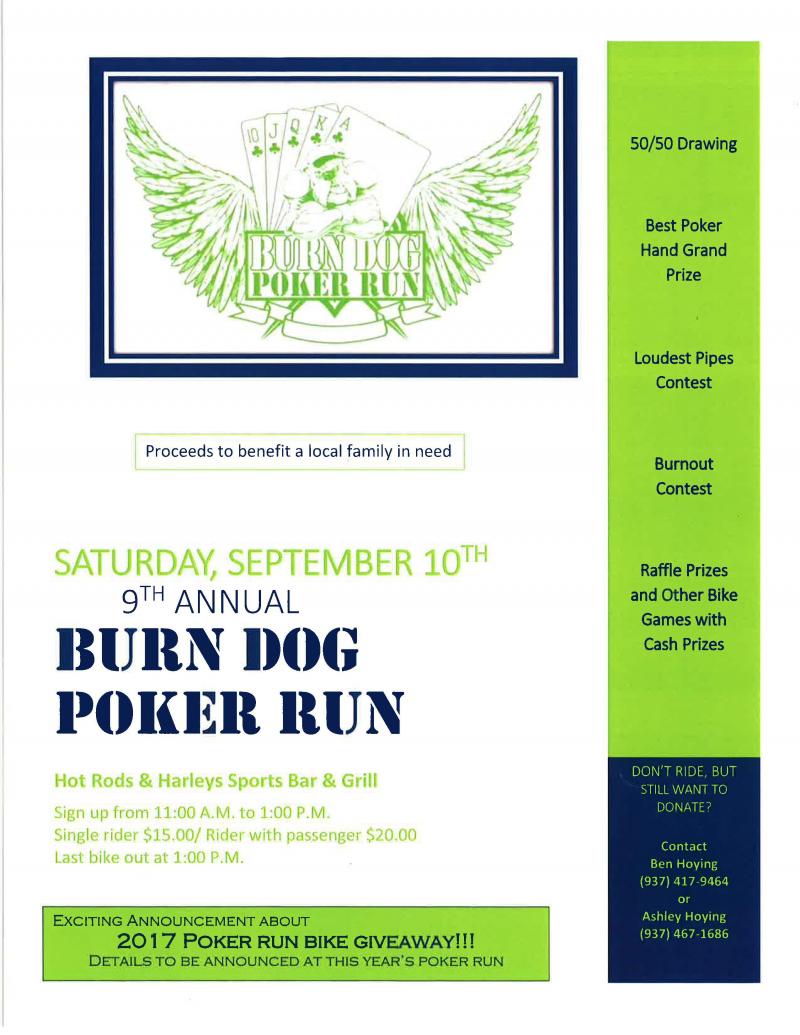 10 J Q K A
BURN DOG
POKER RUN
Proceeds to benefit a local family in need
SATURDAY, SEPTEMBER 10TH
9TH ANNUAL
BURN DOG
POKER RUN
Hot Rods & Harleys Sports Bar & Grill
Sign up from 11:00 A.M. to 1:00 P.M.
Single rider $15.00/ Rider with passenger $20.00
Last bike out at 1:00 P.M.
EXCITING ANNOUNCEMENT ABOUT
2017 POKER RUN BIKE GIVEAWAY!!!
DETAILS TO BE ANNOUNCED AT THIS YEAR'S POKER RUN
50/50 Drawing
Best Poker
Hand Grand
Prize
Loudest Pipes
Contest
Burnout
Contest
Raffle Prizes
and Other Bike
Games with
Cash Prizes
DON'T RIDE, BUT
STILL WANT TO
DONATE?
Contact
Ben Hoying
(937) 417-9464
or
Ashley Hoying
(937) 467-1686